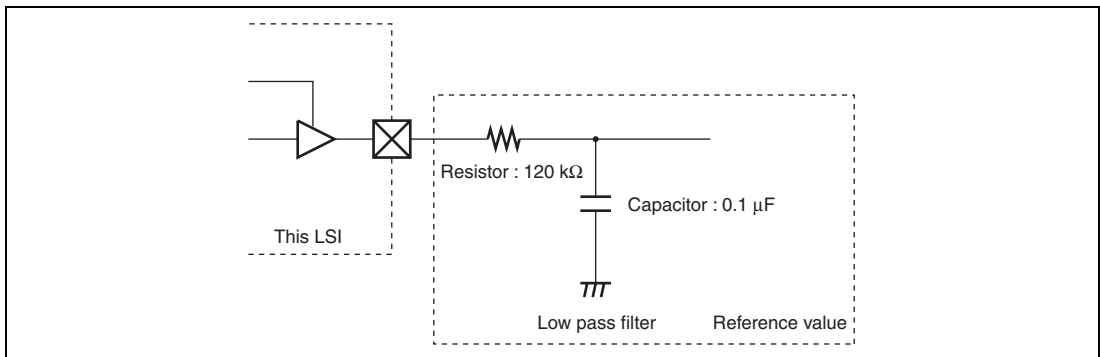 Resistor : 120 kΩ
Capacitor : 0.1 μF
This LSI
Low pass filter
Reference value